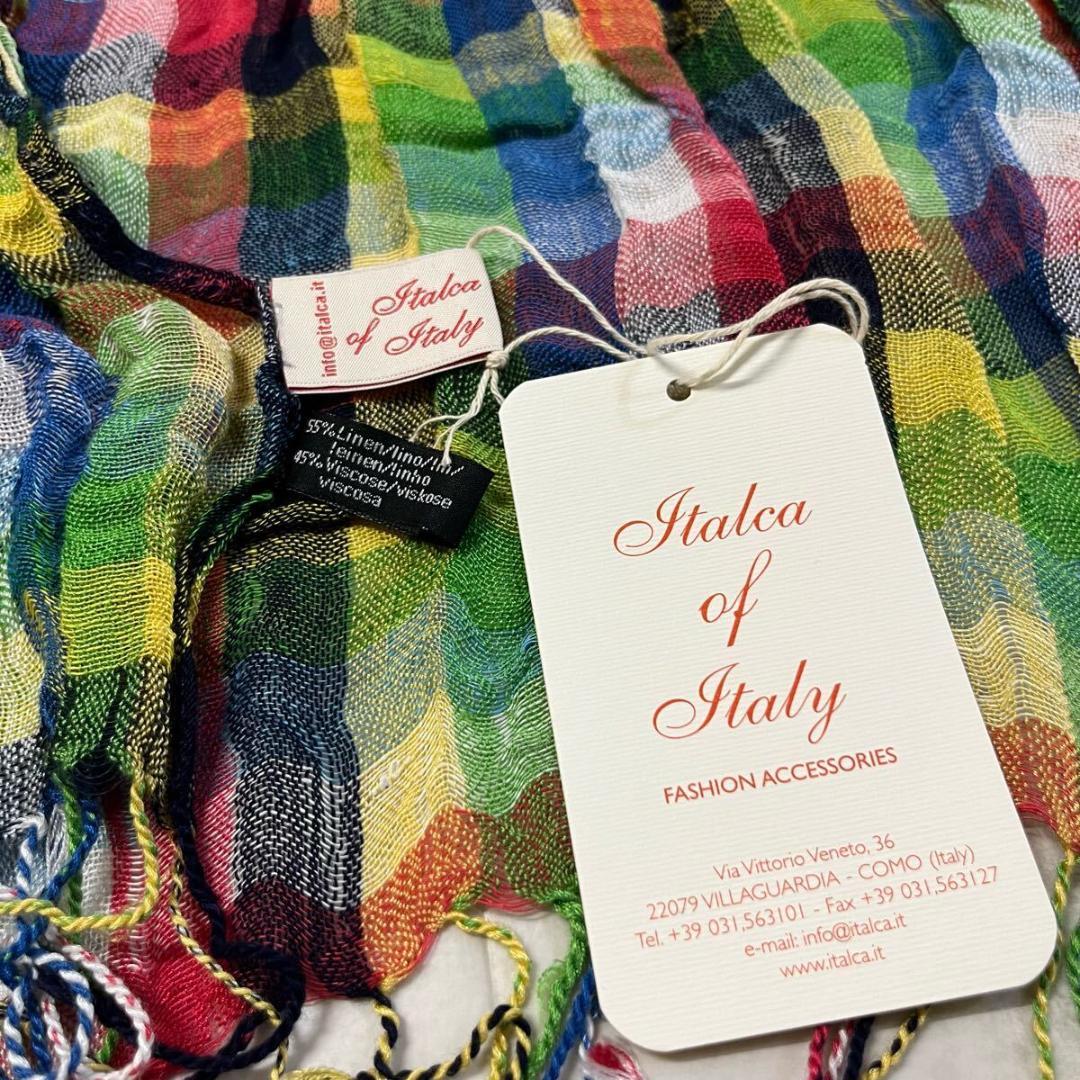 info@italca.it
Italca
of Italy
55% Linen/lino/lin/
leinen/linho
45% Viscose/viskose
viscosa
Italca
of
Italy
FASHION ACCESSORIES
Via Vittorio Veneto, 36
22079 VILLAGUARDIA - COMO (Italy)
Tel. +39 031,563101 - Fax +39 031,563127
e-mail: info@italca.it
www.italca.it